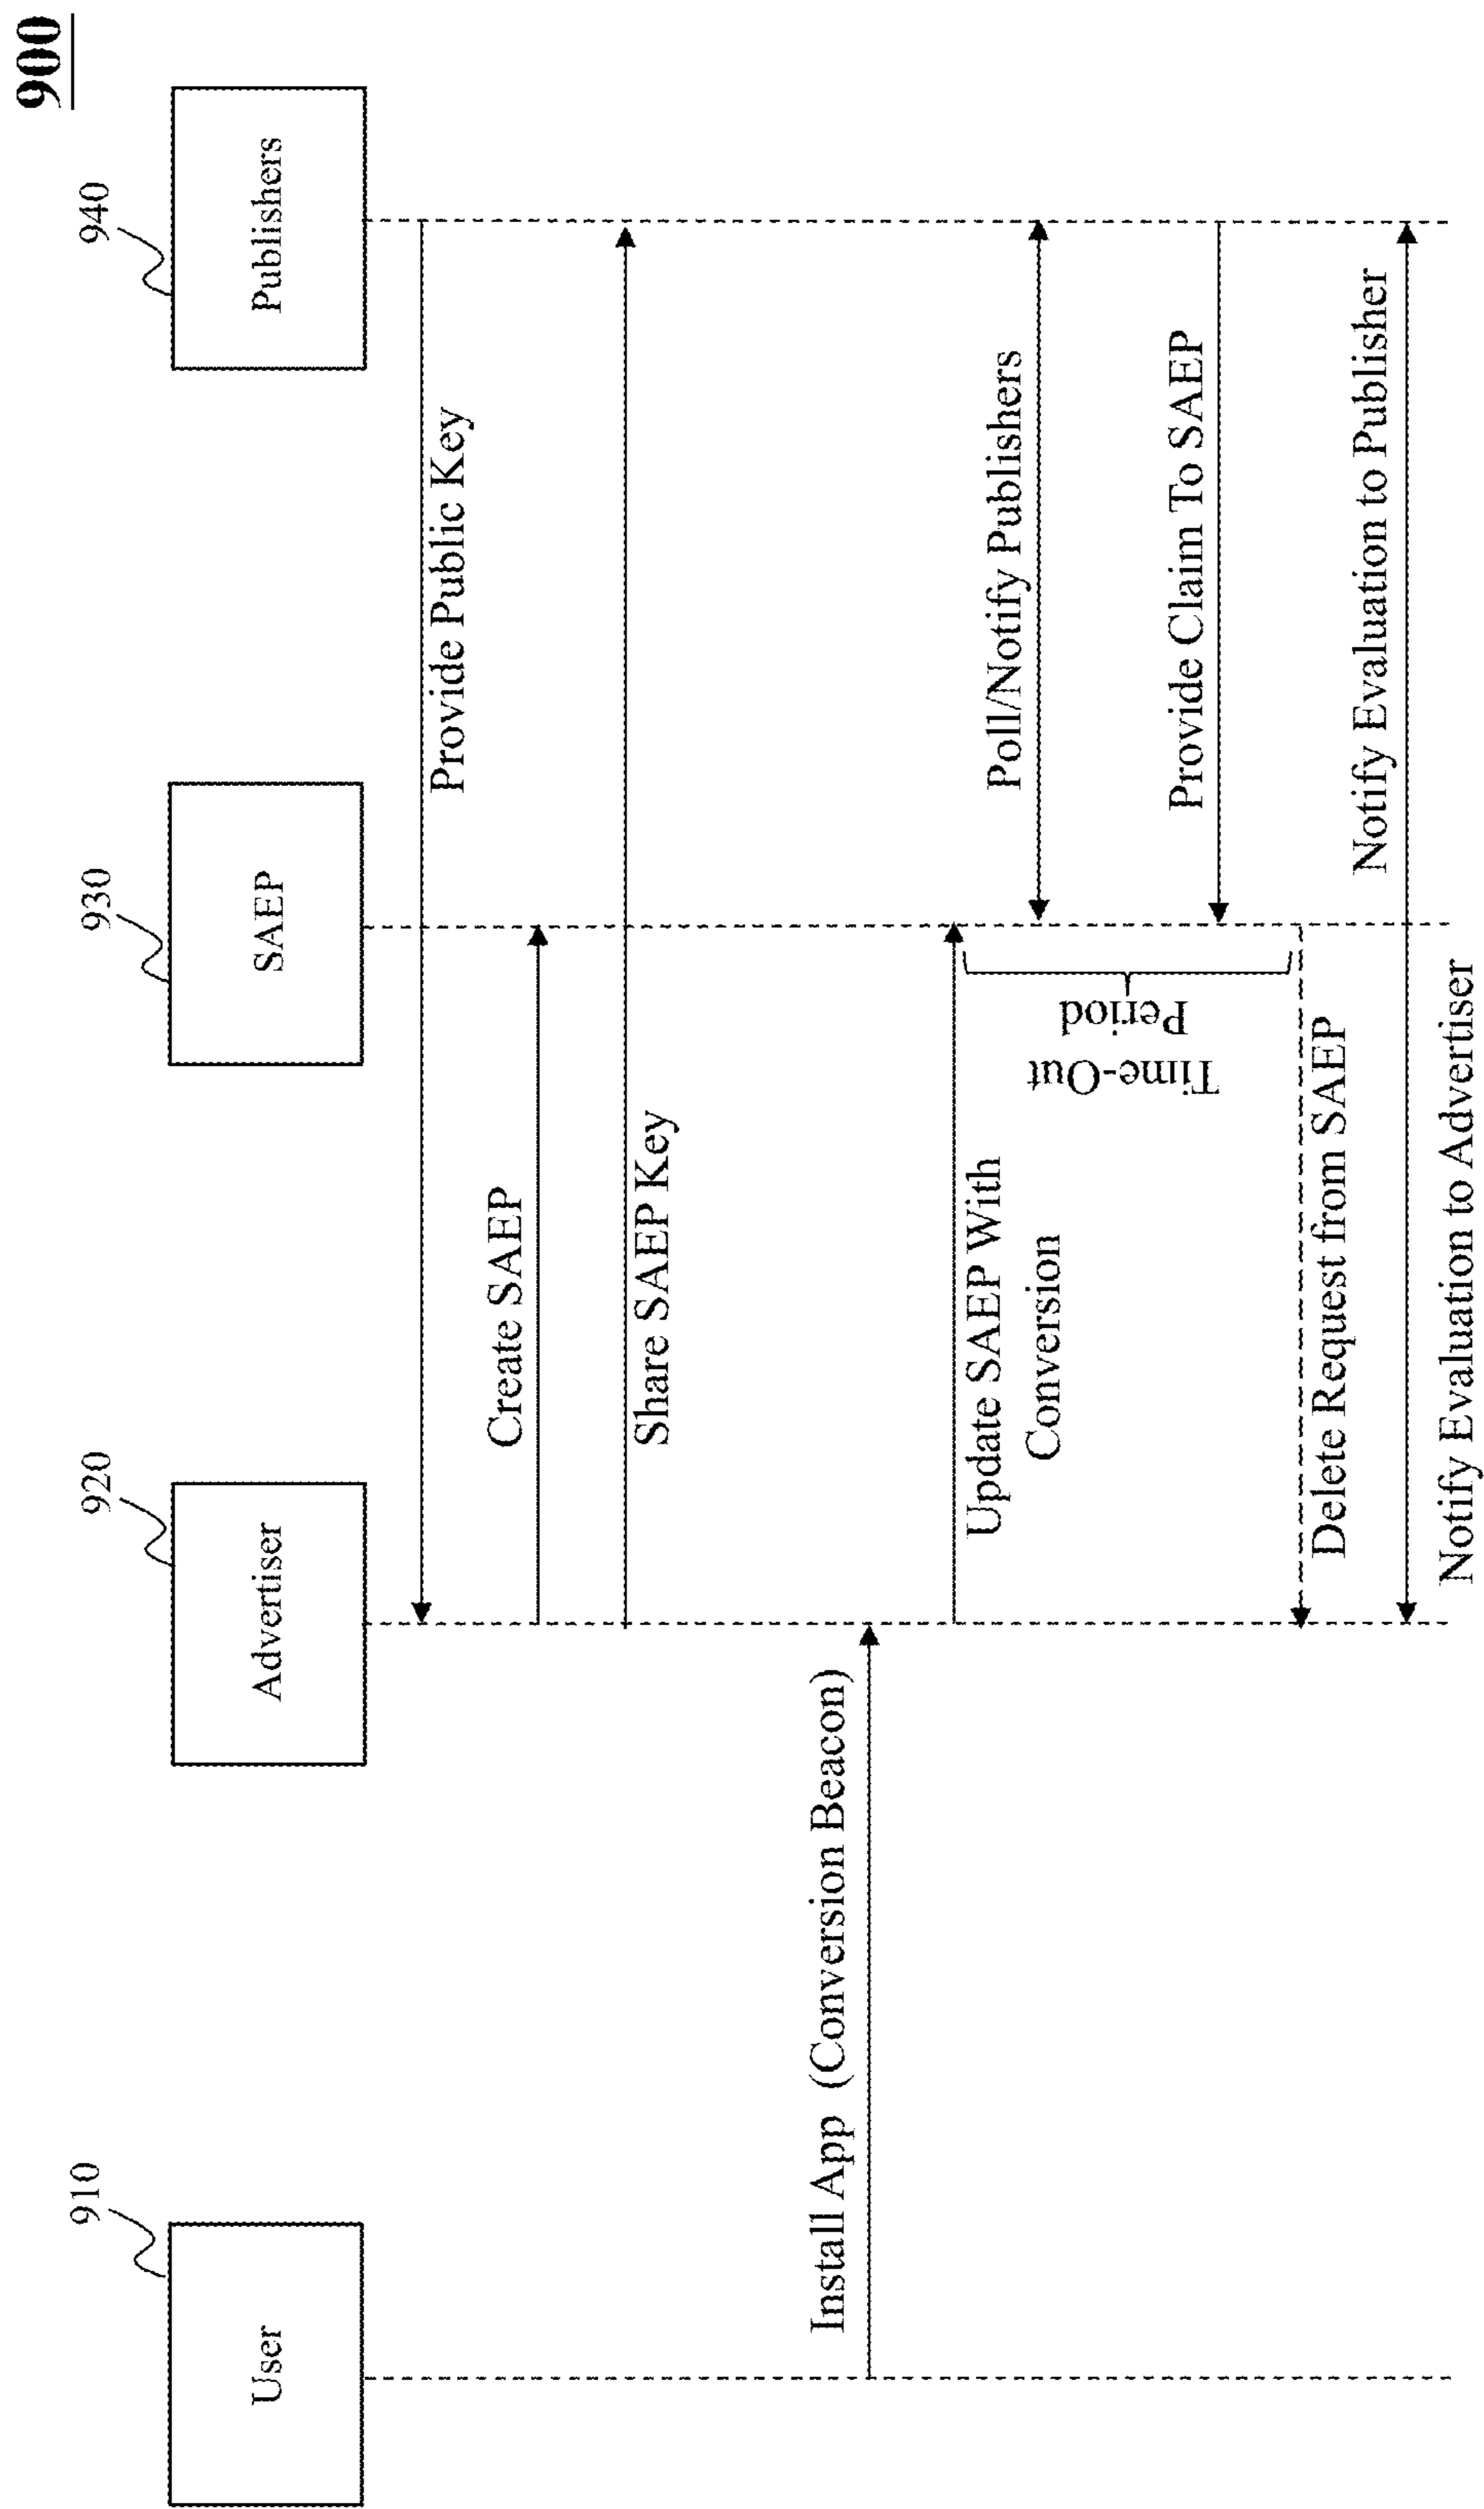 900
910
920
930
940
User
Advertiser
SAEP
Publishers
Provide Public Key
Create SAEP
Share SAEP Key
Install App (Conversion Beacon)
Update SAEP With
Conversion
Poll/Notify Publishers
Time-Out
Period
Provide Claim To SAEP
Delete Request from SAEP
Notify Evaluation to Publisher
Notify Evaluation to Advertiser